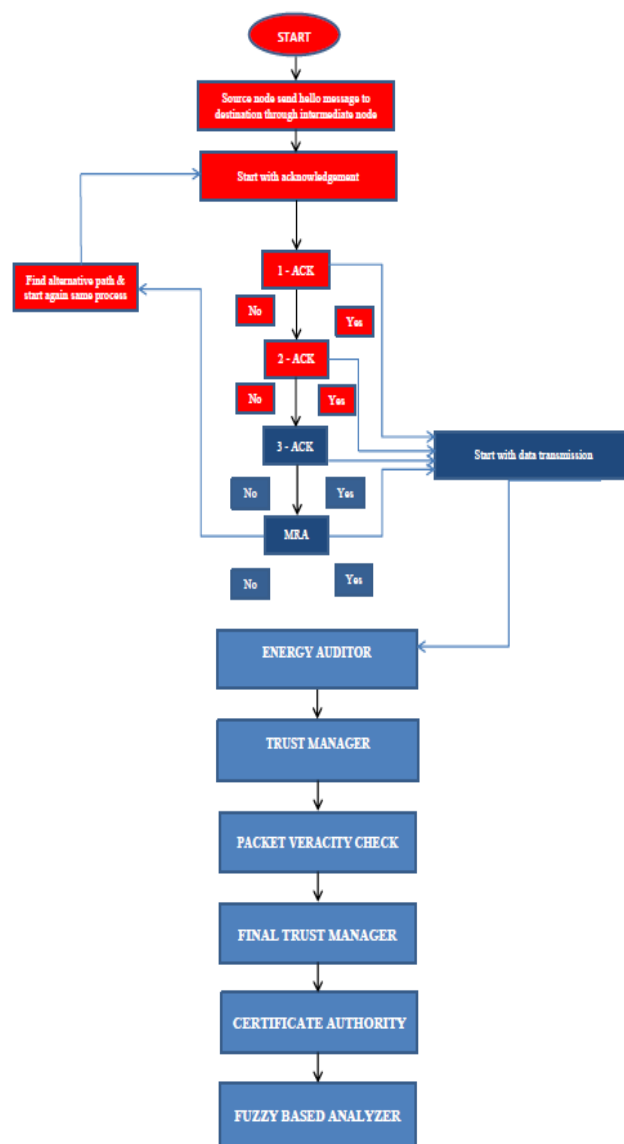 START
Source node send hello message to
destination through intermediate node
Start with acknowledgement
Find alternative path &
start again same process
1 - ACK
No
Yes
2 - ACK
No
Yes
3 - ACK
Start with data transmission
No
Yes
MRA
No
Yes
ENERGY AUDITOR
TRUST MANAGER
PACKET VERACITY CHECK
FINAL TRUST MANAGER
CERTIFICATE AUTHORITY
FUZZY BASED ANALYZER